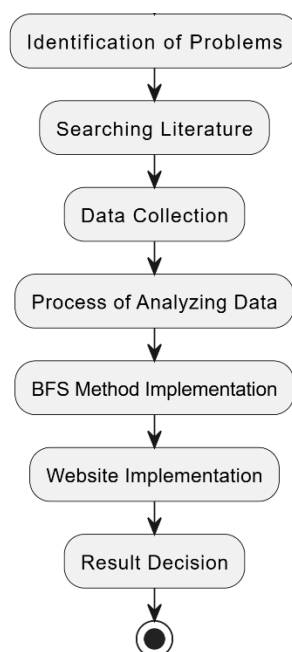 Identification of Problems
Searching Literature
Data Collection
Process of Analyzing Data
BFS Method Implementation
Website Implementation
Result Decision